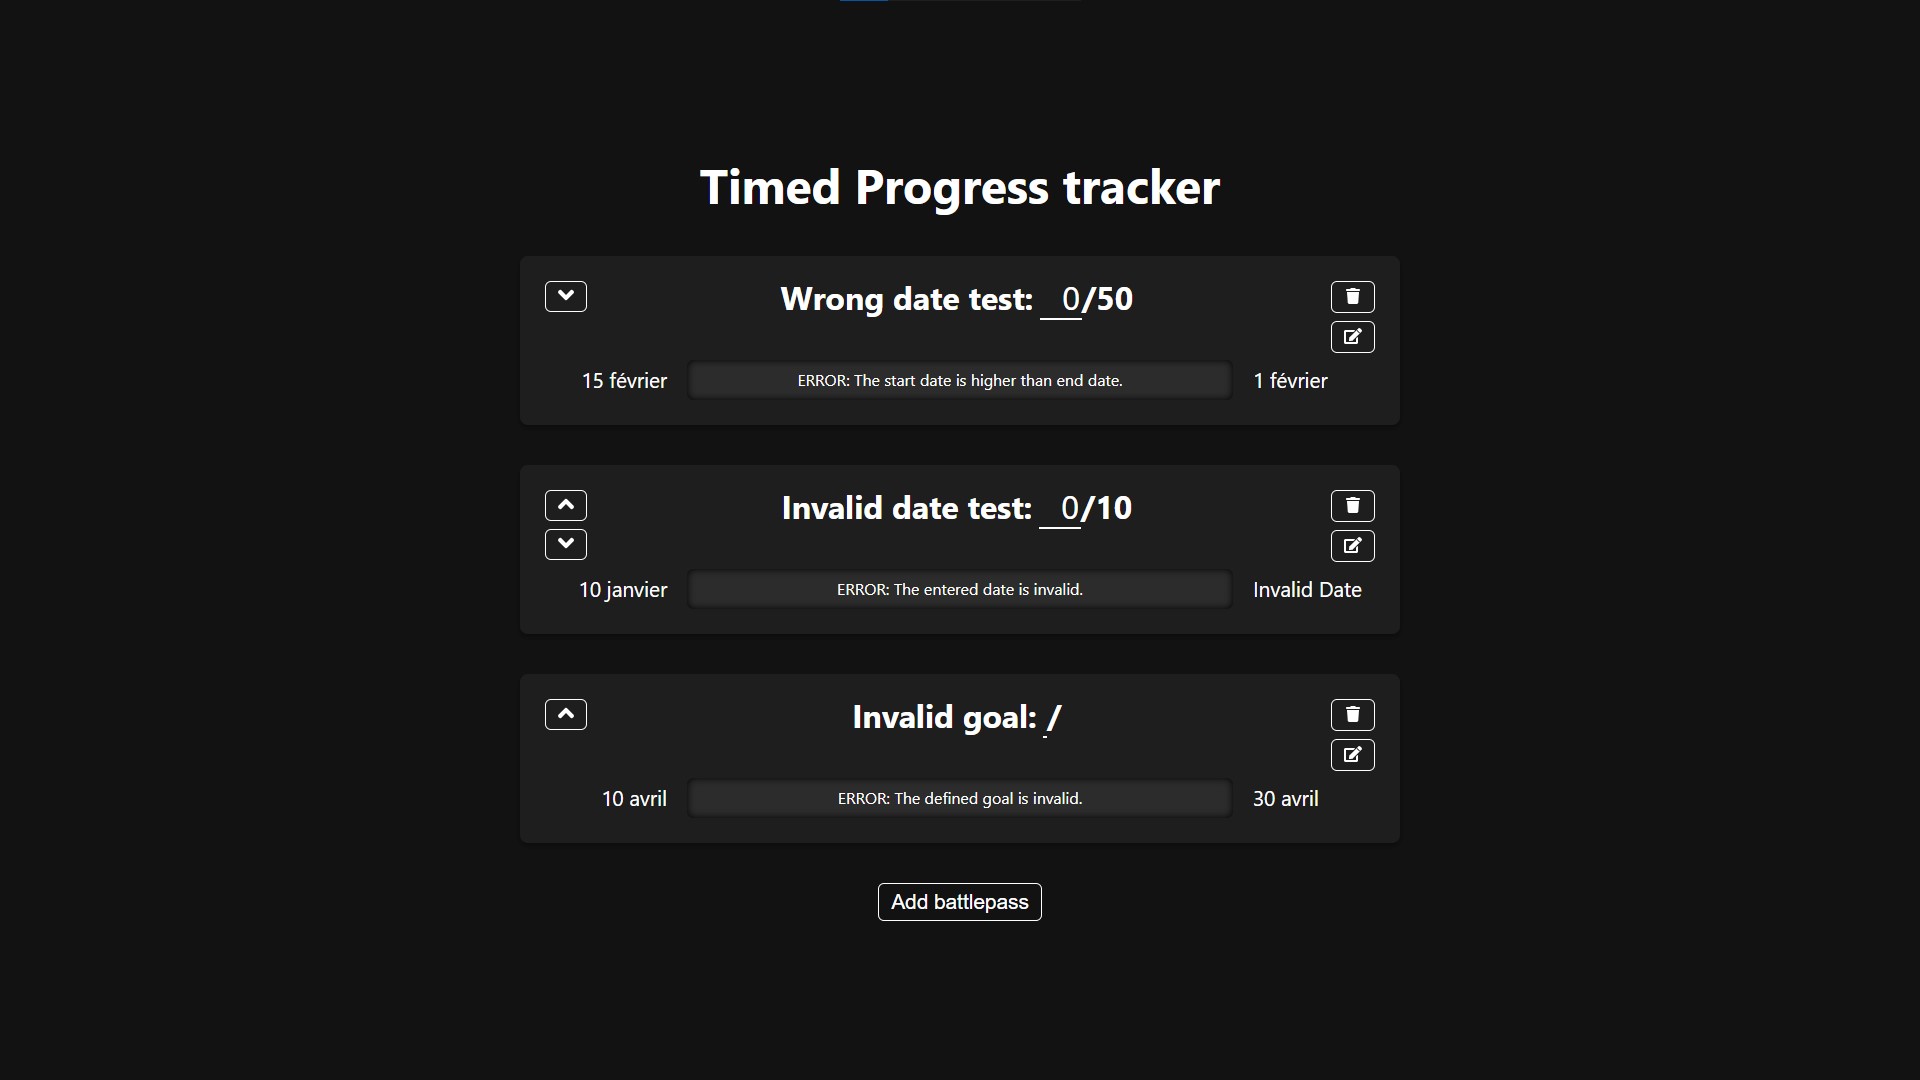 Timed Progress tracker
Wrong date test: 0/50
15 février ERROR: The start date is higher than end date. 1 février
Invalid date test: 0/10
10 janvier ERROR: The entered date is invalid. Invalid Date
Invalid goal: /
10 avril ERROR: The defined goal is invalid. 30 avril
Add battlepass